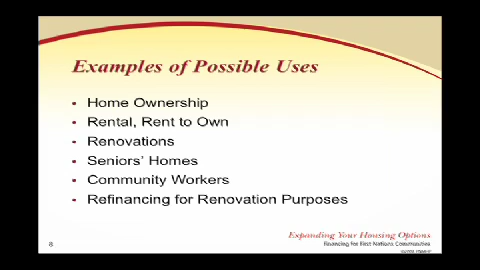 Examples of Possible Uses
• Home Ownership
• Rental, Rent to Own
• Renovations
• Seniors' Homes
• Community Workers
• Refinancing for Renovation Purposes
Expanding Your Housing Options
Financing for First Nations Communities
8